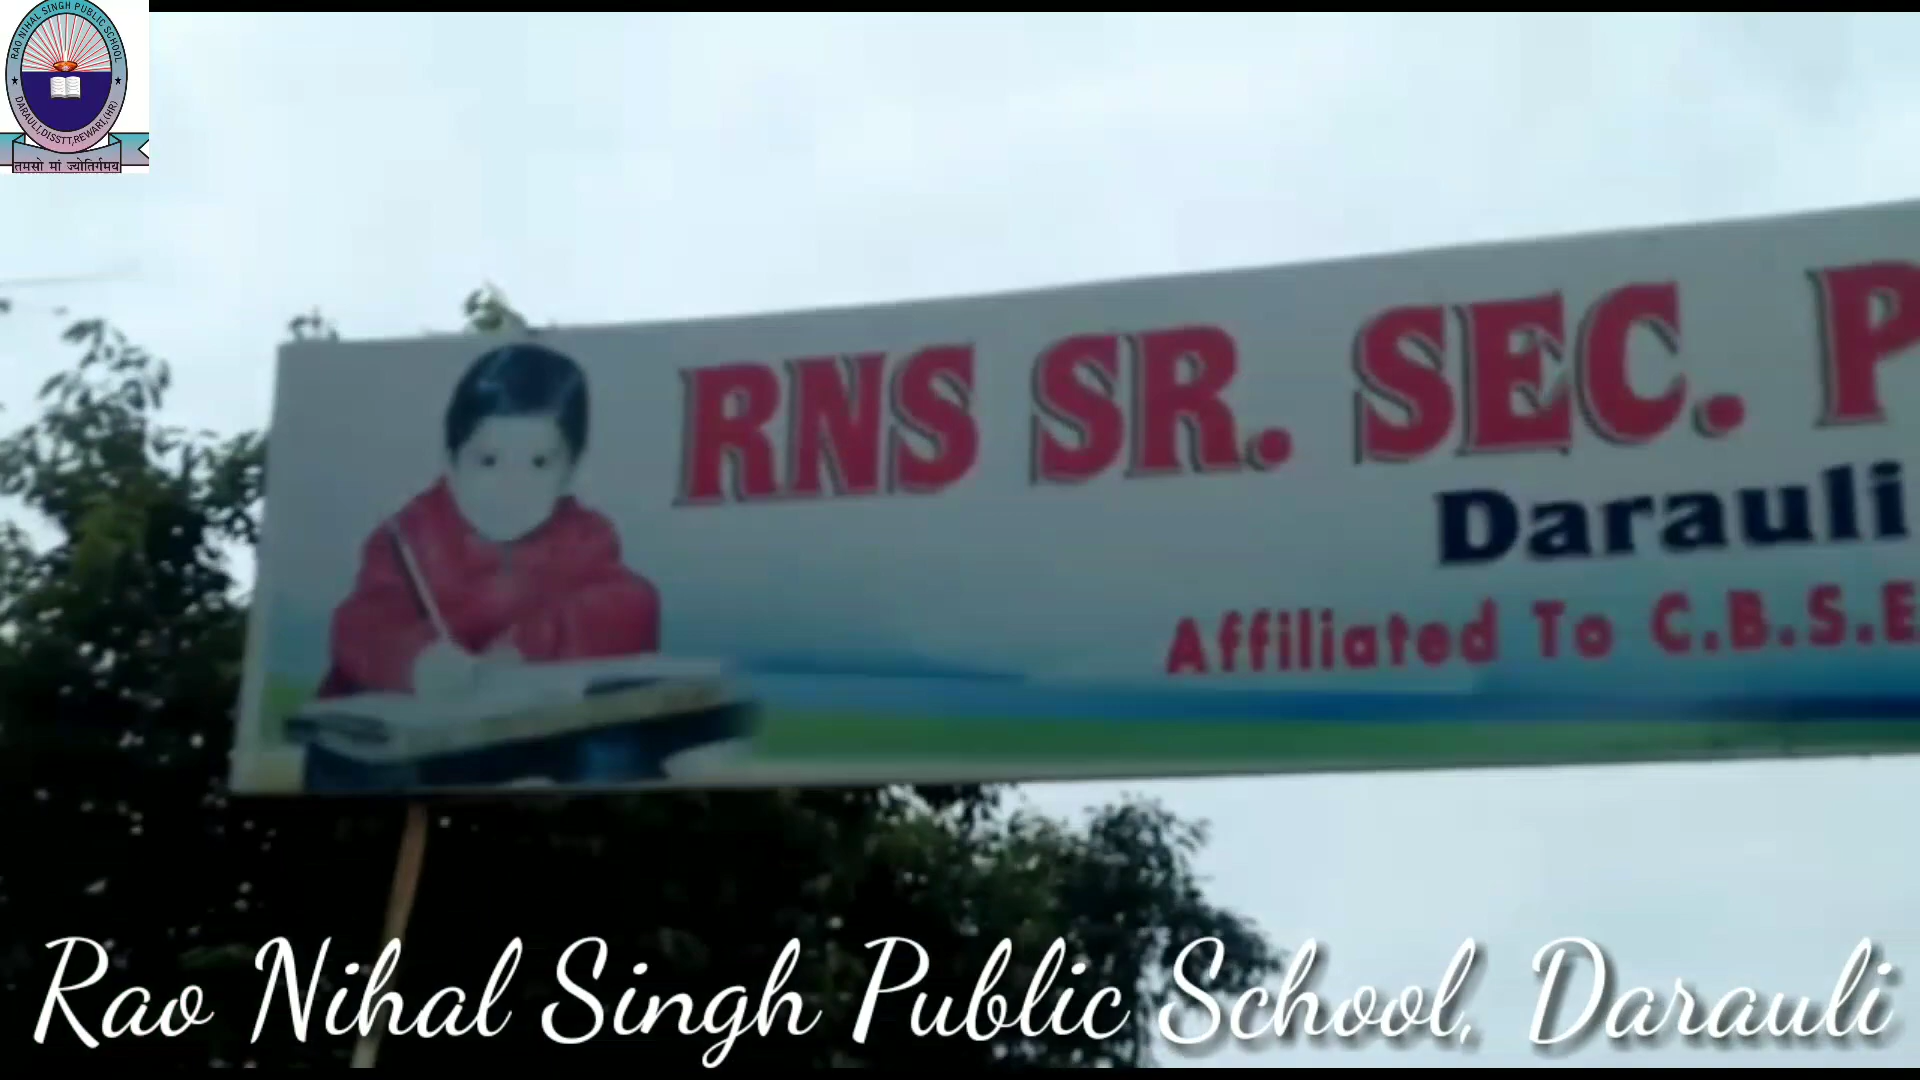 RAO NIHAL SINGH PUBLIC SCHOOL
DARAULI,DISSTT,REWARI,(HR)
तमसो मां ज्योतिर्गमय
RNS SR. SEC. P
Darauli
Affiliated To C.B.S.E
Rao Nihal Singh Public School, Darauli